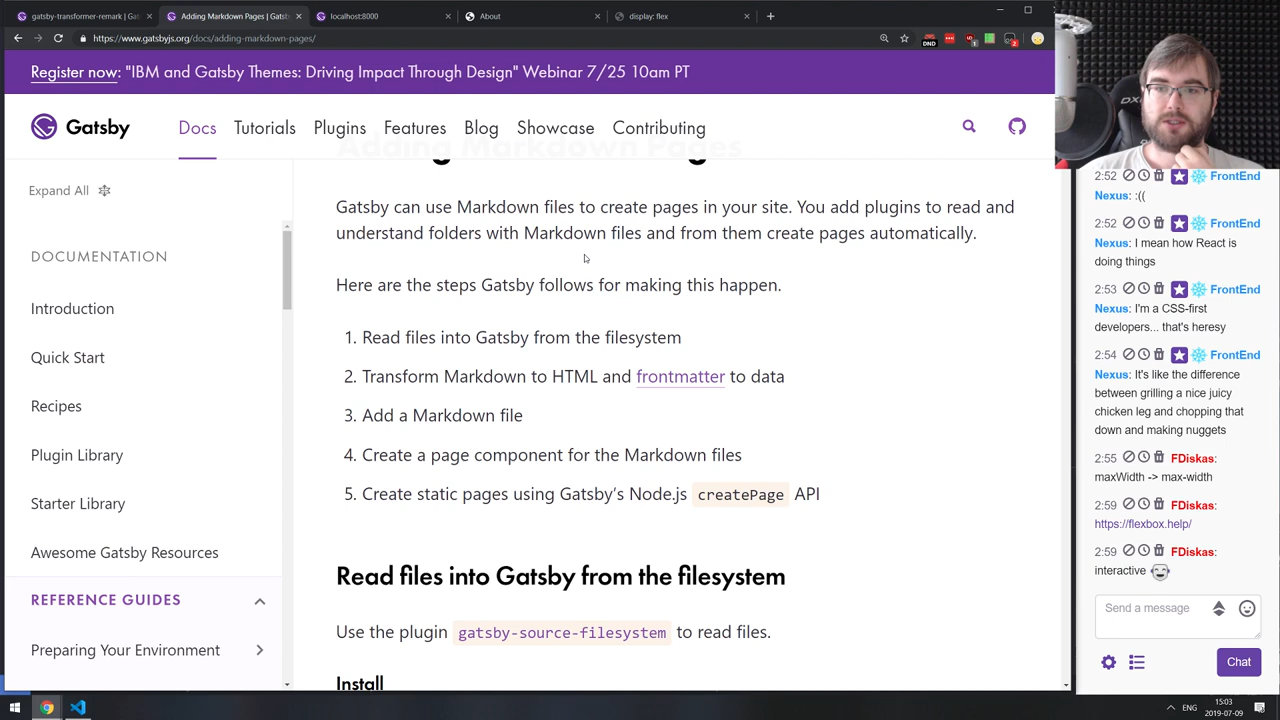 gatsby-transformer-remark | Gat
Adding Markdown Pages | Gatsby
localhost:8000
About
display: flex
https://www.gatsbyjs.org/docs/adding-markdown-pages/
DND
Register now: "IBM and Gatsby Themes: Driving Impact Through Design" Webinar 7/25 10am PT
Gatsby
Docs
Tutorials
Plugins
Features
Blog
Showcase
Contributing
Adding Markdown Pages
Expand All
DOCUMENTATION
Introduction
Quick Start
Recipes
Plugin Library
Starter Library
Awesome Gatsby Resources
REFERENCE GUIDES
Preparing Your Environment
Gatsby can use Markdown files to create pages in your site. You add plugins to read and
understand folders with Markdown files and from them create pages automatically.
Here are the steps Gatsby follows for making this happen.
1. Read files into Gatsby from the filesystem
2. Transform Markdown to HTML and frontmatter to data
3. Add a Markdown file
4. Create a page component for the Markdown files
5. Create static pages using Gatsby's Node.js createPage API
Read files into Gatsby from the filesystem
Use the plugin gatsby-source-filesystem to read files.
Install
2:52 FrontEnd
Nexus: :((
2:52 FrontEnd
Nexus: I mean how React is
doing things
2:53 FrontEnd
Nexus: I'm a CSS-first
developers... that's heresy
2:54 FrontEnd
Nexus: It's like the difference
between grilling a nice juicy
chicken leg and chopping that
down and making nuggets
2:55 FDiskas:
maxWidth -> max-width
2:59 FDiskas:
https://flexbox.help/
2:59 FDiskas:
interactive
Send a message
Chat
ENG
15:03
2019-07-09